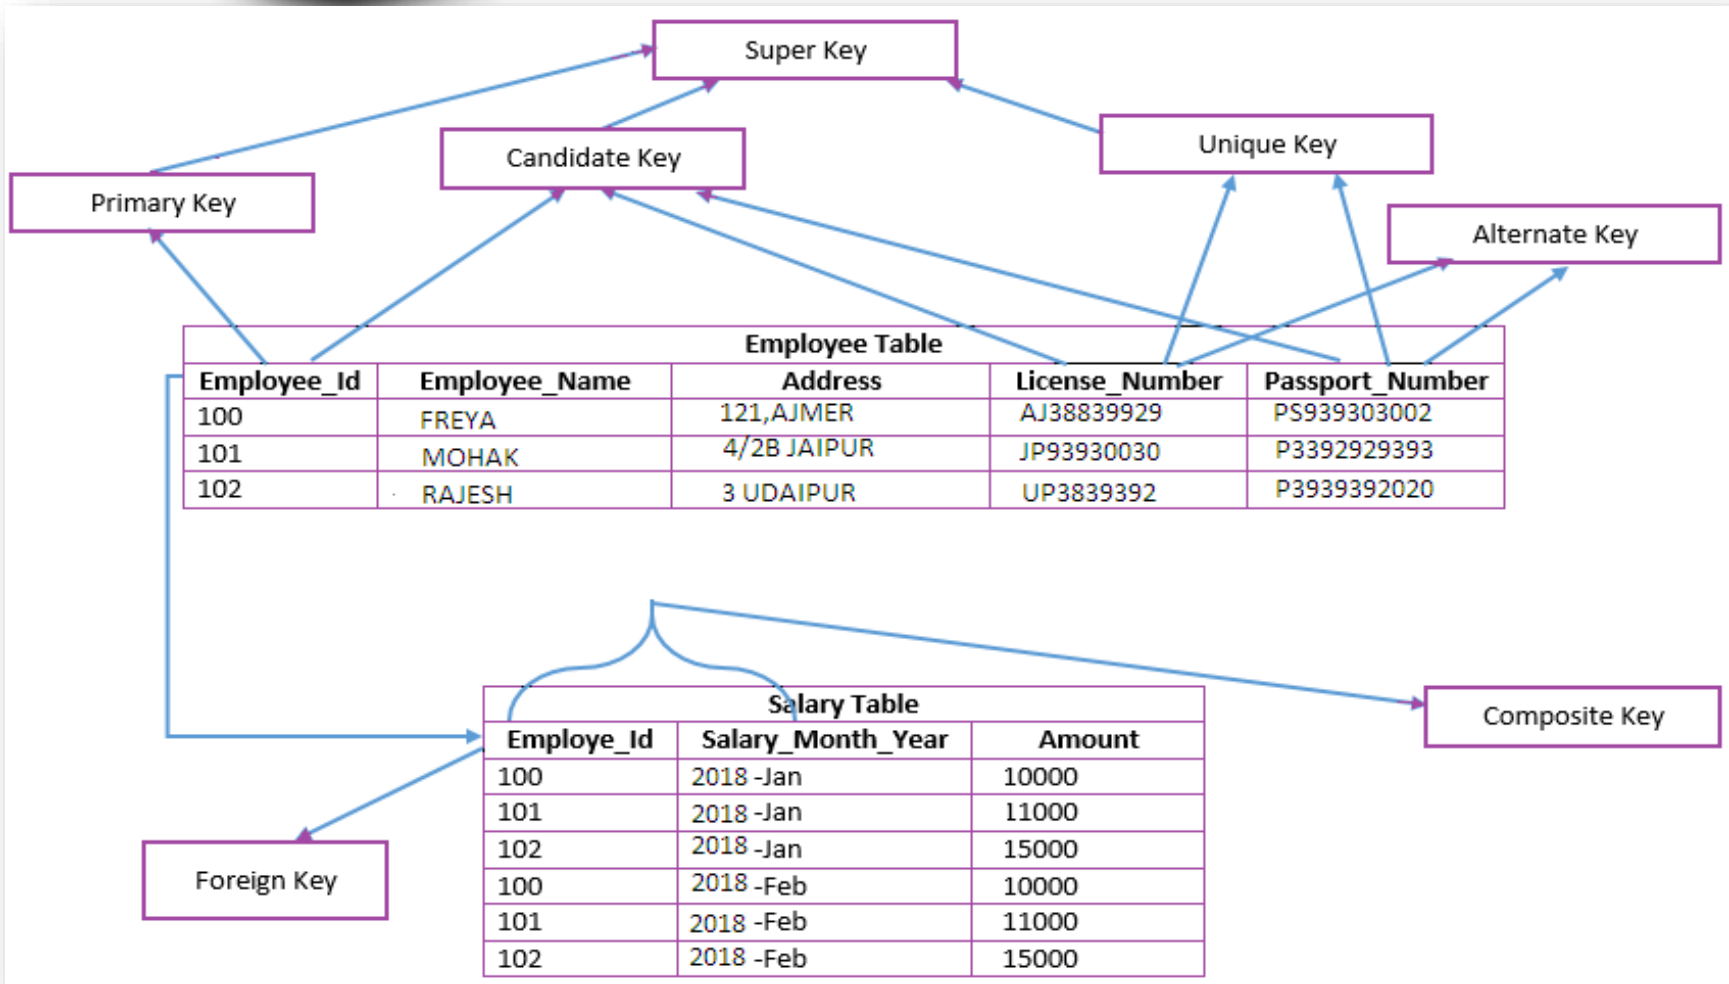 Super Key
Candidate Key
Unique Key
Primary Key
Alternate Key
Employee Table
Employee_Id Employee_Name Address License_Number Passport_Number
100 FREYA 121,AJMER AJ38839929 PS939303002
101 MOHAK 4/2B JAIPUR JP93930030 P3392929393
102 RAJESH 3 UDAIPUR UP3839392 P3939392020
Salary Table
Composite Key
Employe_Id Salary_Month_Year Amount
100 2018 -Jan 10000
101 2018 -Jan 11000
102 2018 -Jan 15000
Foreign Key
100 2018 -Feb 10000
101 2018 -Feb 11000
102 2018 -Feb 15000